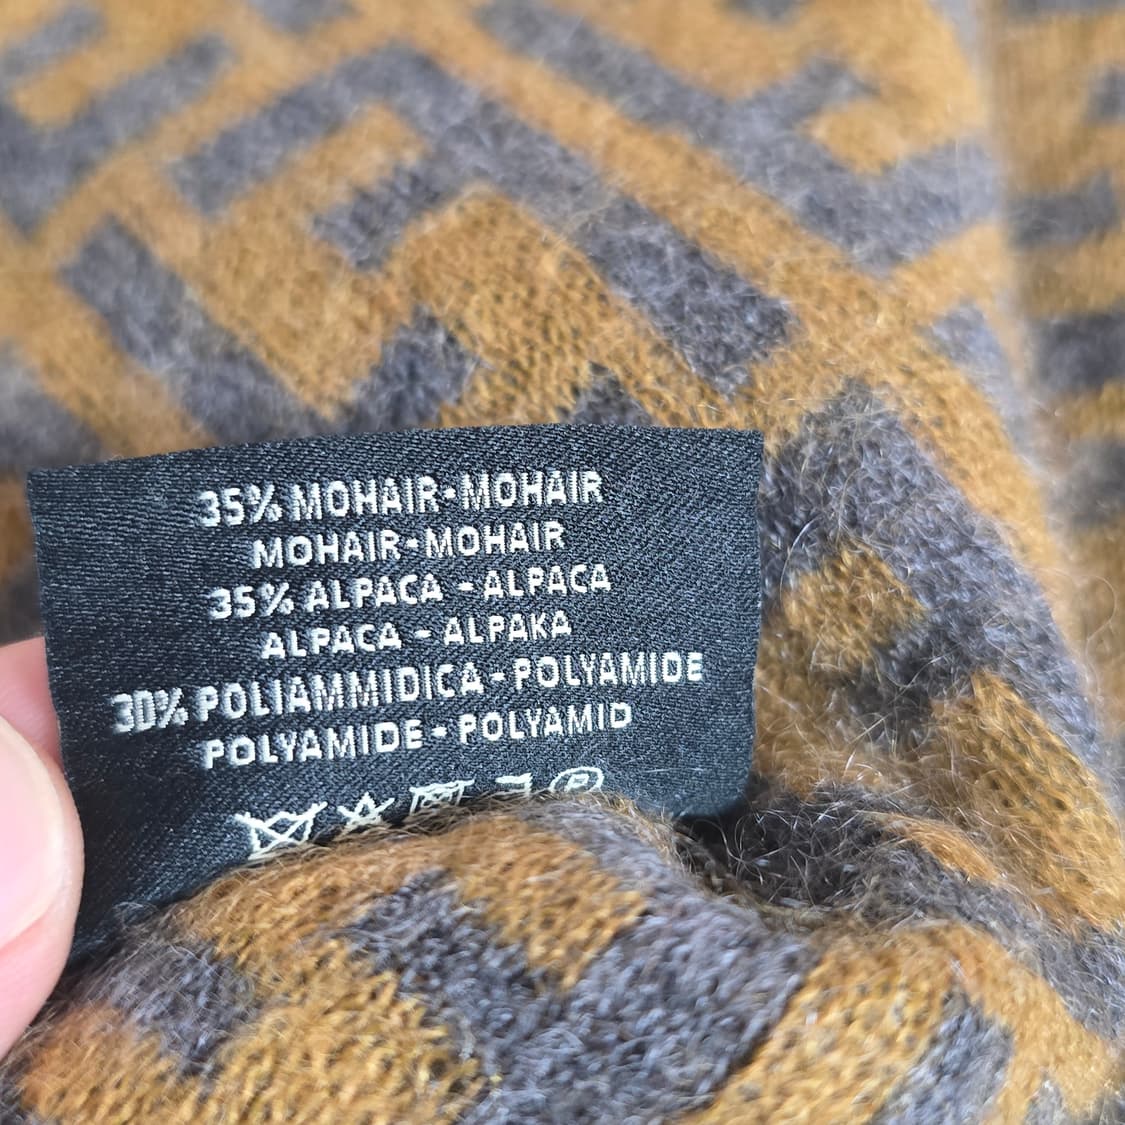 35% MOHAIR-MOHAIR
MOHAIR-MOHAIR
35% ALPACA - ALPACA
ALPACA - ALPAKA
30% POLIAMMIDICA-POLYAMIDE
POLYAMIDE-POLYAMID
P